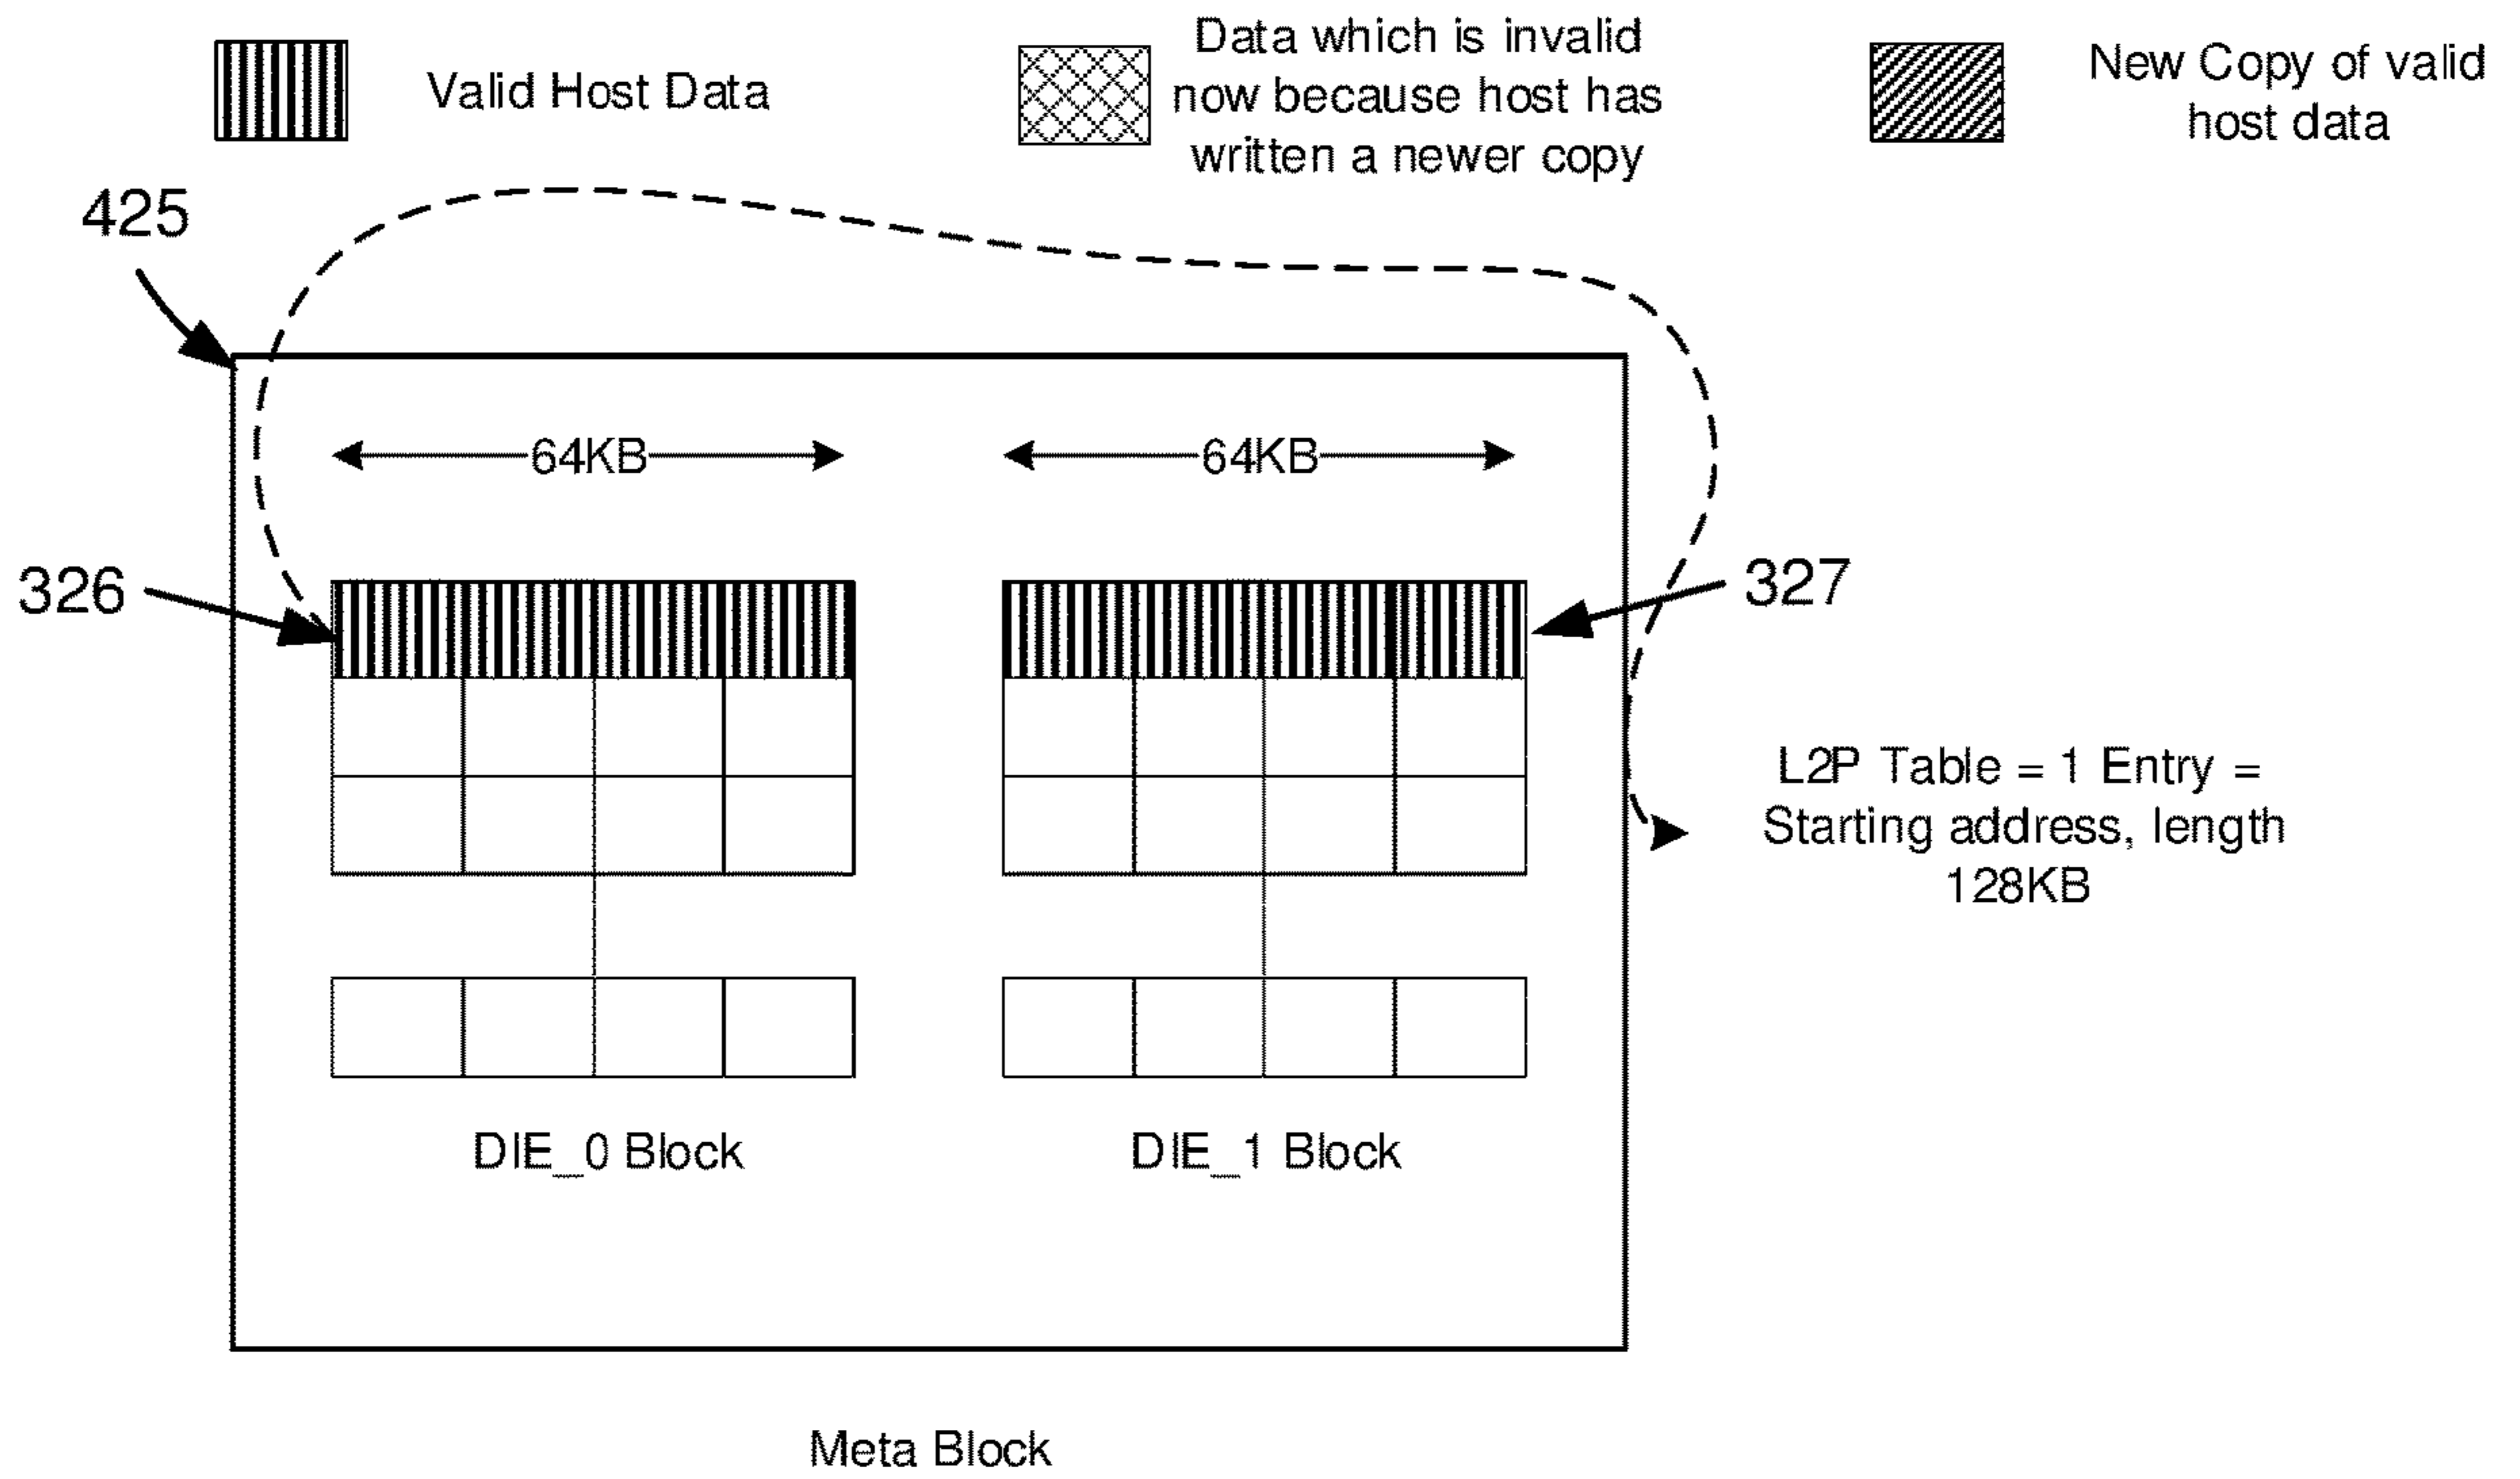 Valid Host Data
Data which is invalid
now because host has
written a newer copy
New Copy of valid
host data
425
64KB
64KB
326
327
L2P Table = 1 Entry =
Starting address, length
128KB
DIE_0 Block
DIE_1 Block
Meta Block